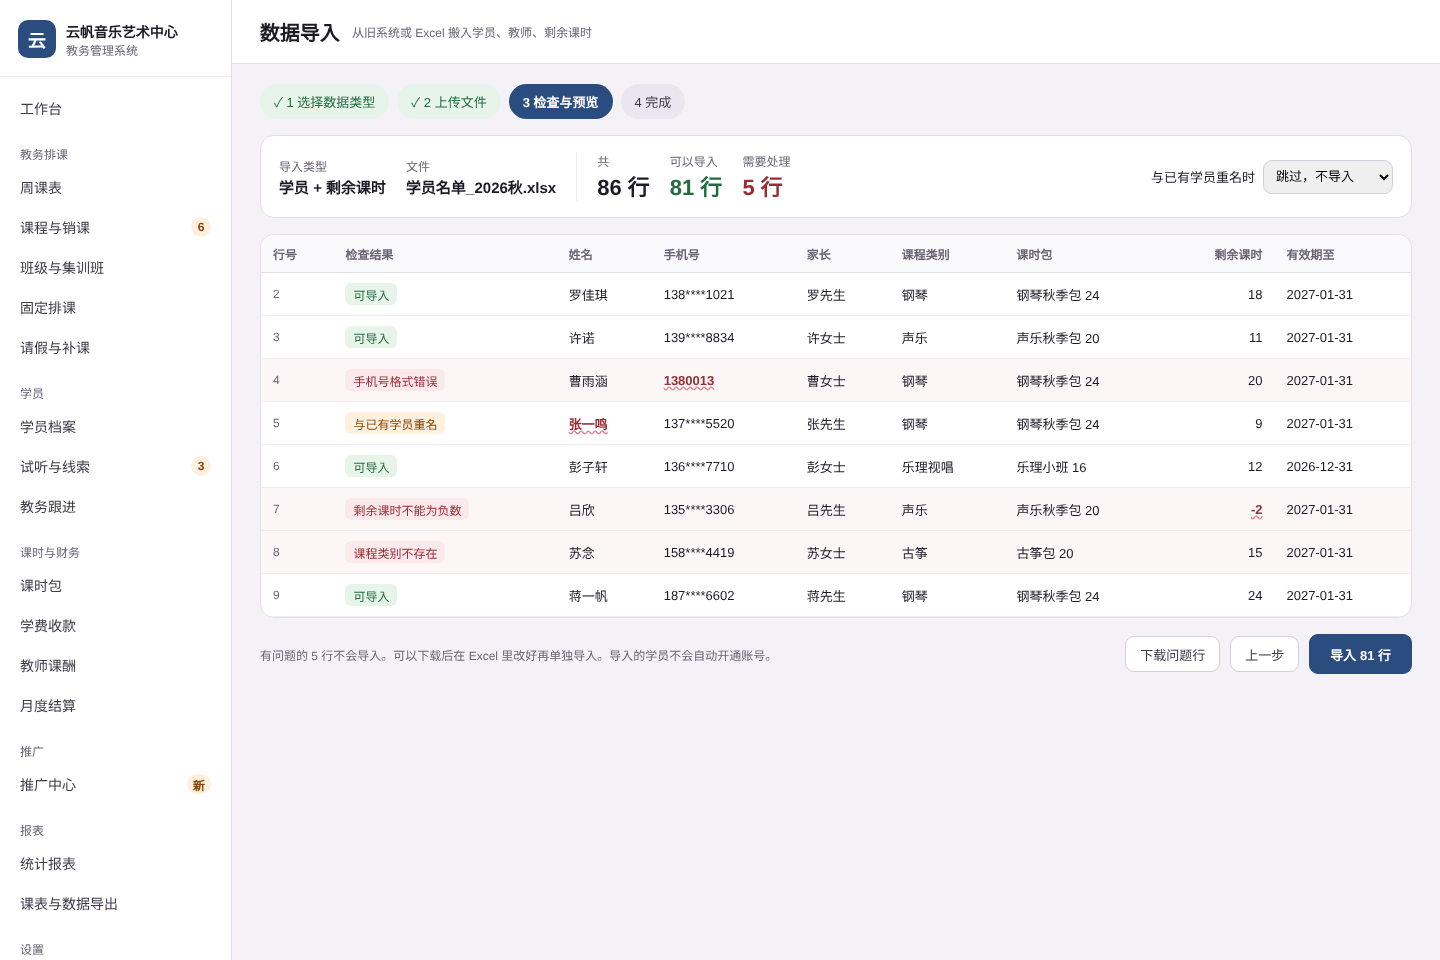 云
云帆音乐艺术中心
教务管理系统
工作台
教务排课
周课表
课程与销课 6
班级与集训班
固定排课
请假与补课
学员
学员档案
试听与线索 3
教务跟进
课时与财务
课时包
学费收款
教师课酬
月度结算
推广
推广中心 新
报表
统计报表
课表与数据导出
设置
数据导入 从旧系统或 Excel 搬入学员、教师、剩余课时
✓ 1 选择数据类型 ✓ 2 上传文件 3 检查与预览 4 完成
导入类型 文件 共 可以导入 需要处理
学员 + 剩余课时 学员名单_2026秋.xlsx 86 行 81 行 5 行
与已有学员重名时 跳过，不导入
行号 检查结果 姓名 手机号 家长 课程类别 课时包 剩余课时 有效期至
2 可导入 罗佳琪 138****1021 罗先生 钢琴 钢琴秋季包 24 18 2027-01-31
3 可导入 许诺 139****8834 许女士 声乐 声乐秋季包 20 11 2027-01-31
4 手机号格式错误 曹雨涵 1380013 曹女士 钢琴 钢琴秋季包 24 20 2027-01-31
5 与已有学员重名 张一鸣 137****5520 张先生 钢琴 钢琴秋季包 24 9 2027-01-31
6 可导入 彭子轩 136****7710 彭女士 乐理视唱 乐理小班 16 12 2026-12-31
7 剩余课时不能为负数 吕欣 135****3306 吕先生 声乐 声乐秋季包 20 -2 2027-01-31
8 课程类别不存在 苏念 158****4419 苏女士 古筝 古筝包 20 15 2027-01-31
9 可导入 蒋一帆 187****6602 蒋先生 钢琴 钢琴秋季包 24 24 2027-01-31
有问题的 5 行不会导入。可以下载后在 Excel 里改好再单独导入。导入的学员不会自动开通账号。
下载问题行 上一步 导入 81 行